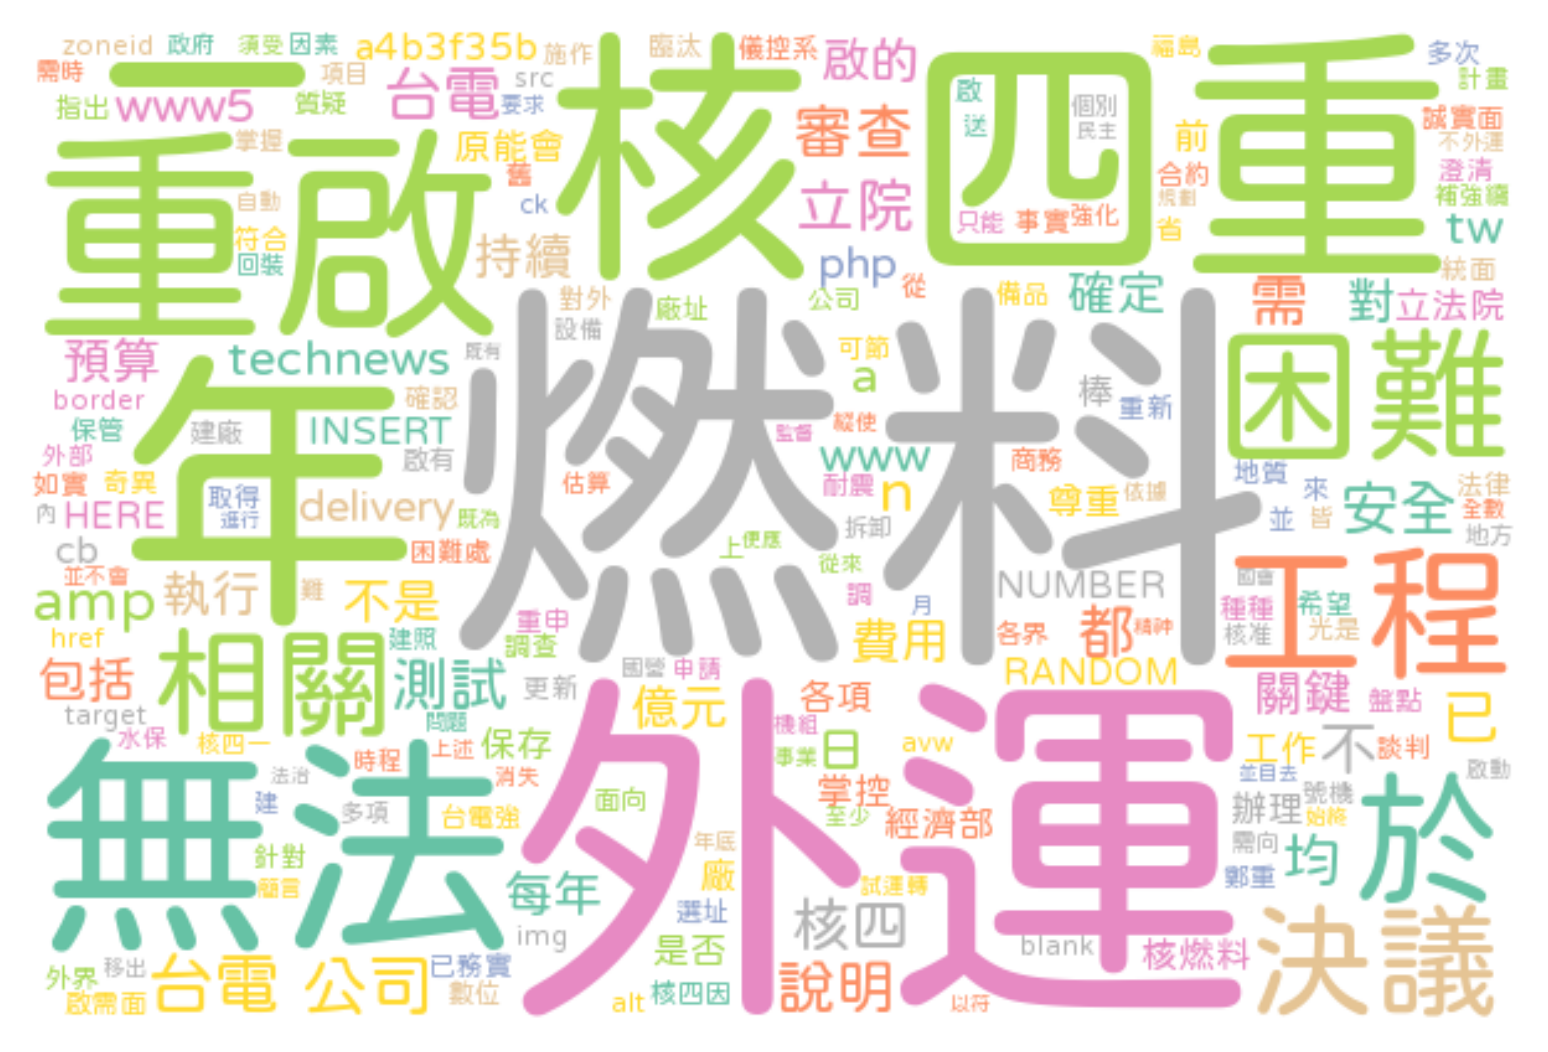 zoneid 政府 須受 因素 a4b3f35b 施作 臨汰 儀控系 啟的 福島 多次
需時 一 項目 台電 src 核 四 重 計畫
指出 www5 質疑 要求 審查 啟 個別 誠實面
送 民主 前 不外運
重啟 掌握 原能會 舊 立院 合約 澄清
自動 ck 只能 事實 強化 規劃 補強續
符合 持續 php 省 tw
回裝 從 統面
對外 廠址 公司 備品 確定 需 對 立法院
預算 technews 既有 設備 燃料 可節 困難
border 年 確認 a 棒 重新
保管 建廠 INSERT 監督 縱使
外部 啟有 www 商務 地質
如實 奇異 取得 估算 耐震 n 尊重 依據 來 安全 法律
內 HERE 進行 delivery 既為 拆卸 並 皆 全數
cb 困難處 上 便應 從來 地方
並不會 執行 難 不是 調 月 NUMBER 國會 工程
amp 重申 種種 希望
href 相關 建照 調查 費用 各界 都 精神 核准 光是
包括 測試 更新 國營 申請 RANDOM 關鍵 盤點
target 問題 億元 各項 已
水保 核四一 上述 保存 外運 機組 日 avw 工作 不 談判
無法 法治 時程 消失 事業 並且去 啟動
建 多項 台電強 面向 掌控 至少 經濟部 辦理 號機 始終 於
針對 年底 需向 均
簡言 每年 廠 試運轉 鄭重
選址 核四 決議
img 是否 blank 核燃料
外界 移出 台電 公司 已務實 說明
啟需面 數位 alt 核四因 以符